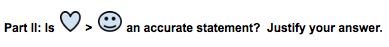 Part II: Is ♡ > ☺ an accurate statement?  Justify your answer.